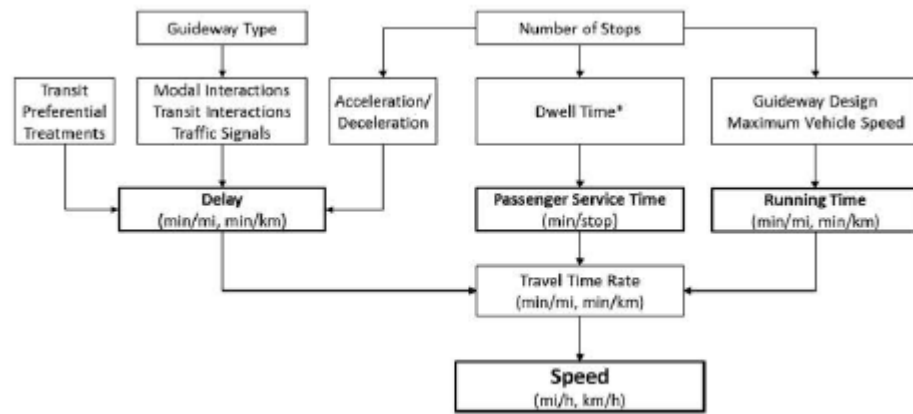 Guideway Type
Number of Stops
Transit
Preferential
Treatments
Modal Interactions
Transit Interactions
Traffic Signals
Acceleration/
Deceleration
Dwell Time*
Guideway Design
Maximum Vehicle Speed
Delay
(min/mi, min/km)
Passenger Service Time
(min/stop)
Running Time
(min/mi, min/km)
Travel Time Rate
(min/mi, min/km)
Speed
(mi/h, km/h)